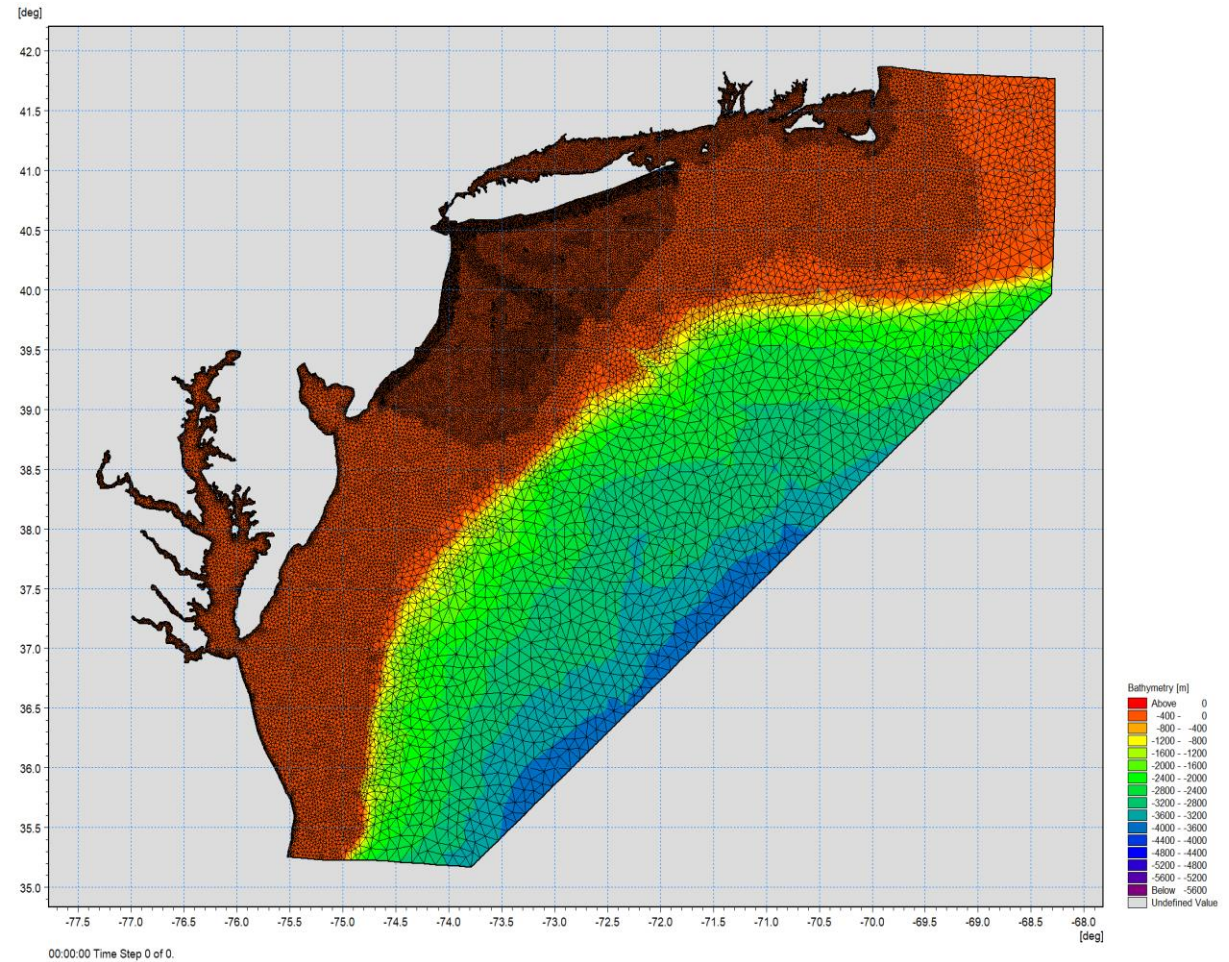 [deg]
42.0
41.5
41.0
40.5
40.0
39.5
39.0
38.5
38.0
37.5
37.0
36.5
36.0
35.5
35.0
-77.5 -77.0 -76.5 -76.0 -75.5 -75.0 -74.5 -74.0 -73.5 -73.0 -72.5 -72.0 -71.5 -71.0 -70.5 -70.0 -69.5 -69.0 -68.5 -68.0
[deg]
00:00:00 Time Step 0 of 0.
Bathymetry [m]
Above 0
-400 - 0
-800 - -400
-1200 - -800
-1600 - -1200
-2000 - -1600
-2400 - -2000
-2800 - -2400
-3200 - -2800
-3600 - -3200
-4000 - -3600
-4400 - -4000
-4800 - -4400
-5200 - -4800
-5600 - -5200
Below -5600
Undefined Value